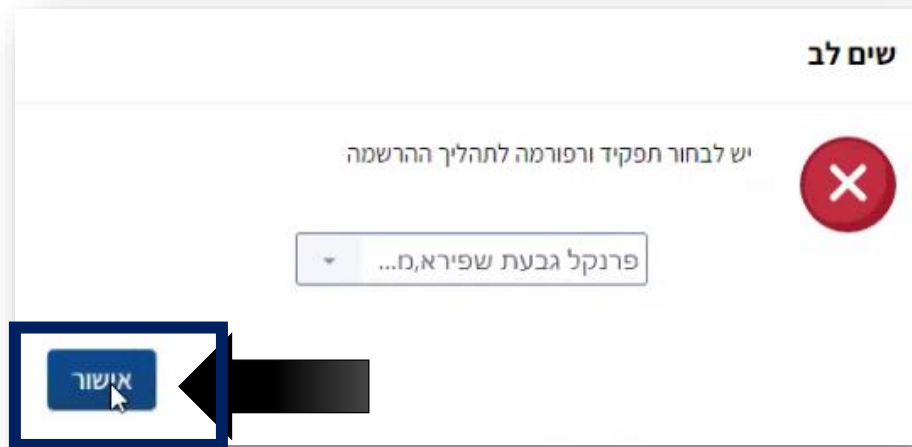 שים לב
יש לבחור תפקיד ורפורמה לתהליך ההרשמה
פרנקל גבעת שפירא,מ...
אישור